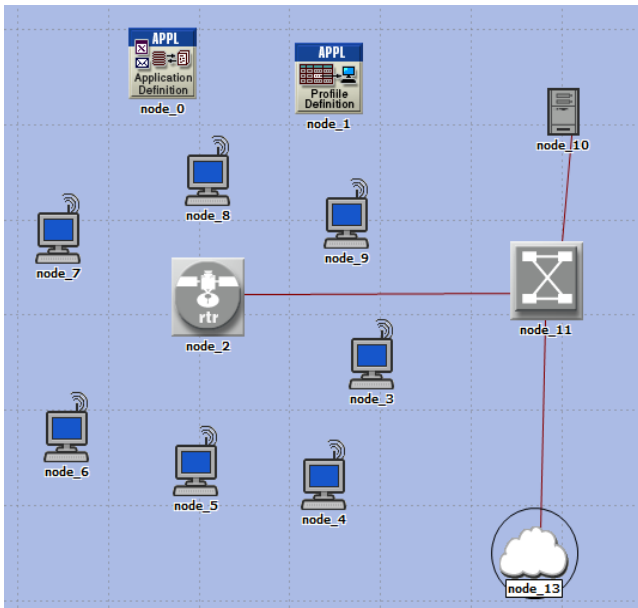 APPL
Application
Definition
node_0
APPL
Profiile
Definition
node_1
node_10
node_8
node_7
node_9
rtr
node_2
node_11
node_3
node_6
node_5
node_4
node_13